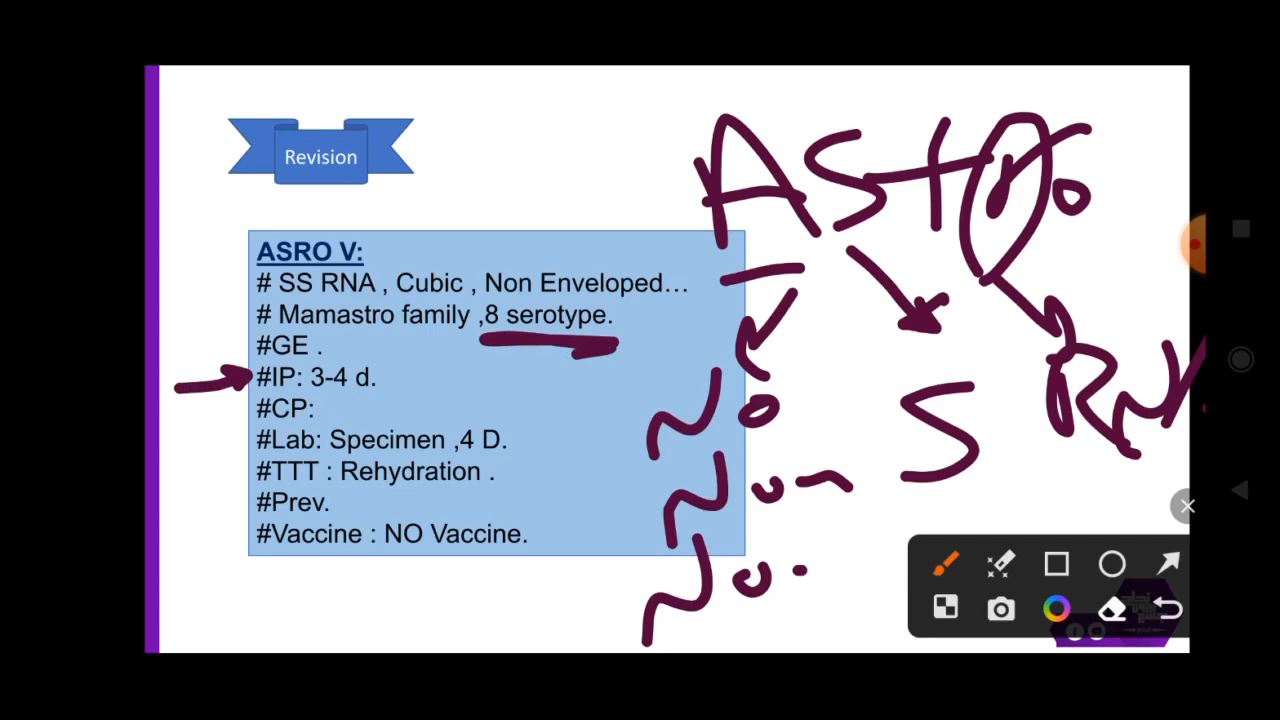 Revision
ASRO V:
# SS RNA , Cubic , Non Enveloped...
# Mamastro family ,8 serotype.
#GE .
#IP: 3-4 d.
#CP:
#Lab: Specimen ,4 D.
#TTT : Rehydration .
#Prev.
#Vaccine : NO Vaccine.
AStro
No
S
Non
No.